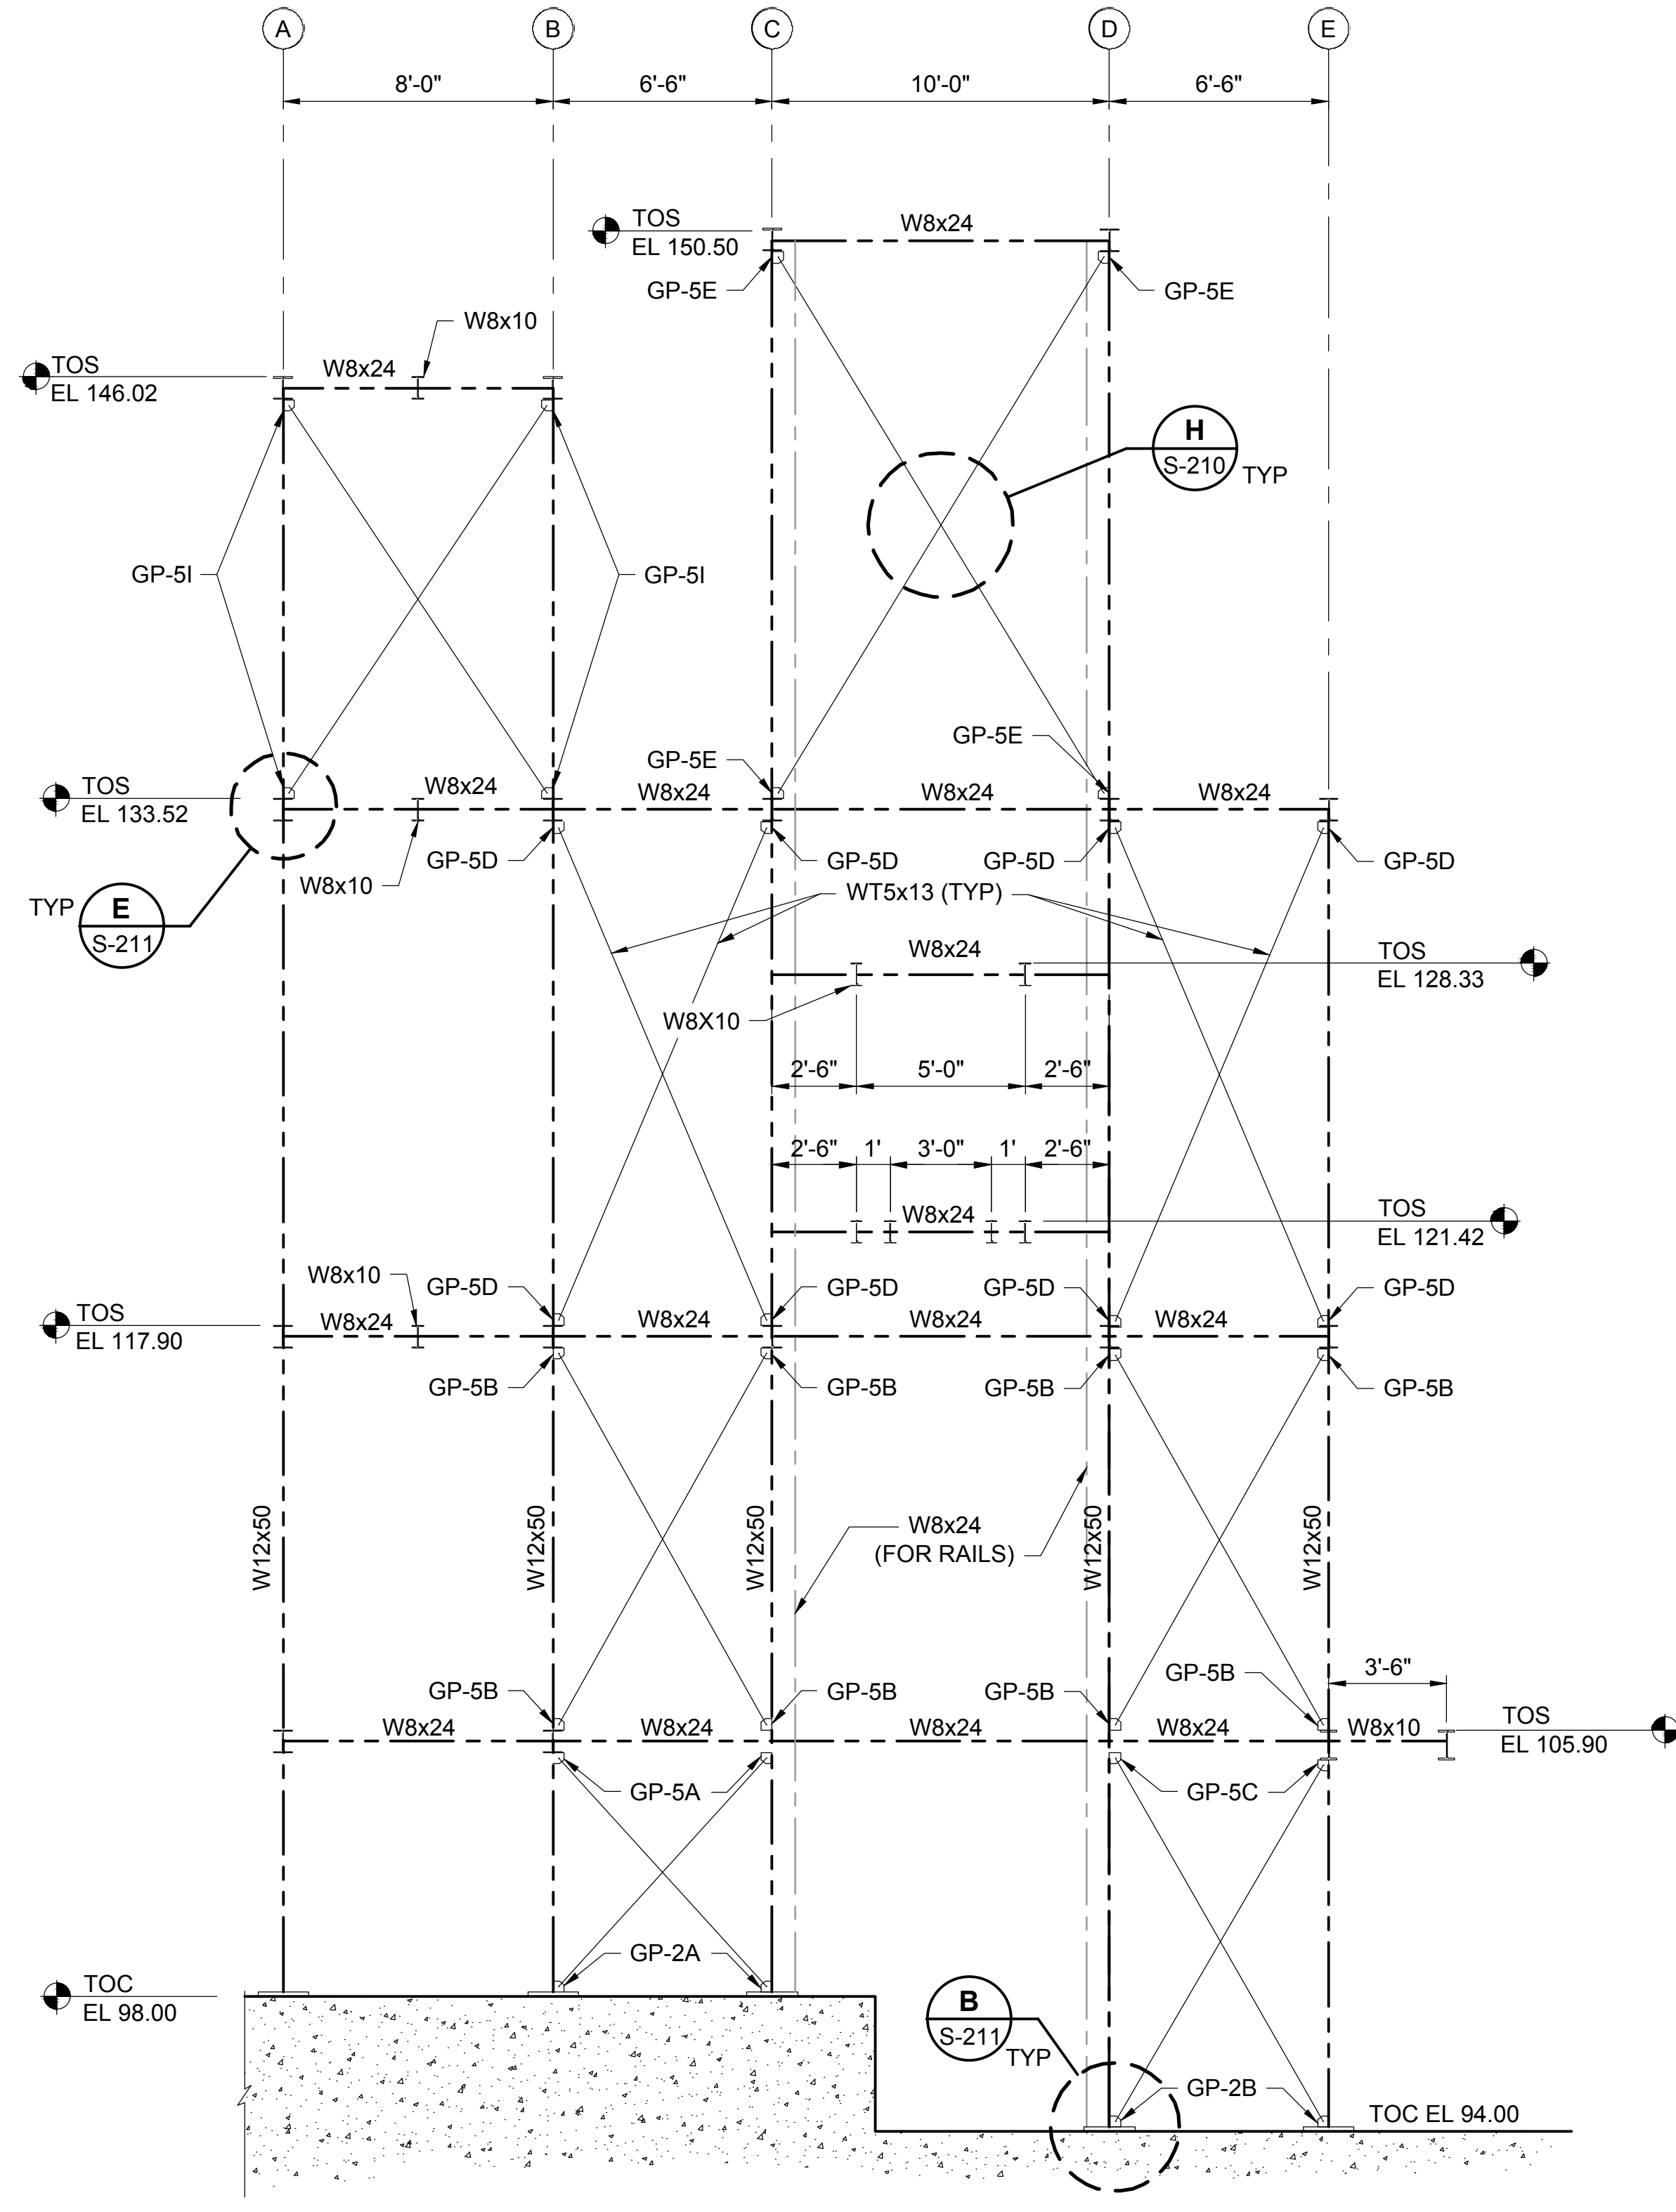 A B C D E
8'-0" 6'-6" 10'-0" 6'-6"
TOS
EL 150.50
W8x24
GP-5E
GP-5E
W8x10
TOS
EL 146.02
W8x24
H
S-210
TYP
GP-5I
GP-5I
GP-5E
GP-5E
TOS
EL 133.52
W8x24
W8x24
W8x24
W8x24
W8x10
GP-5D
GP-5D
GP-5D
GP-5D
TYP
E
S-211
WT5x13 (TYP)
W8x24
TOS
EL 128.33
W8X10
2'-6" 5'-0" 2'-6"
2'-6" 1' 3'-0" 1' 2'-6"
W8x24
TOS
EL 121.42
W8x10
GP-5D
GP-5D
GP-5D
GP-5D
TOS
EL 117.90
W8x24
W8x24
W8x24
W8x24
GP-5B
GP-5B
GP-5B
GP-5B
W12x50
W12x50
W12x50
W12x50
W12x50
W8x24
(FOR RAILS)
GP-5B
GP-5B
GP-5B
GP-5B
3'-6"
W8x24
W8x24
W8x24
W8x24
W8x10
TOS
EL 105.90
GP-5A
GP-5C
GP-2A
TOC
EL 98.00
B
S-211
TYP
GP-2B
TOC EL 94.00